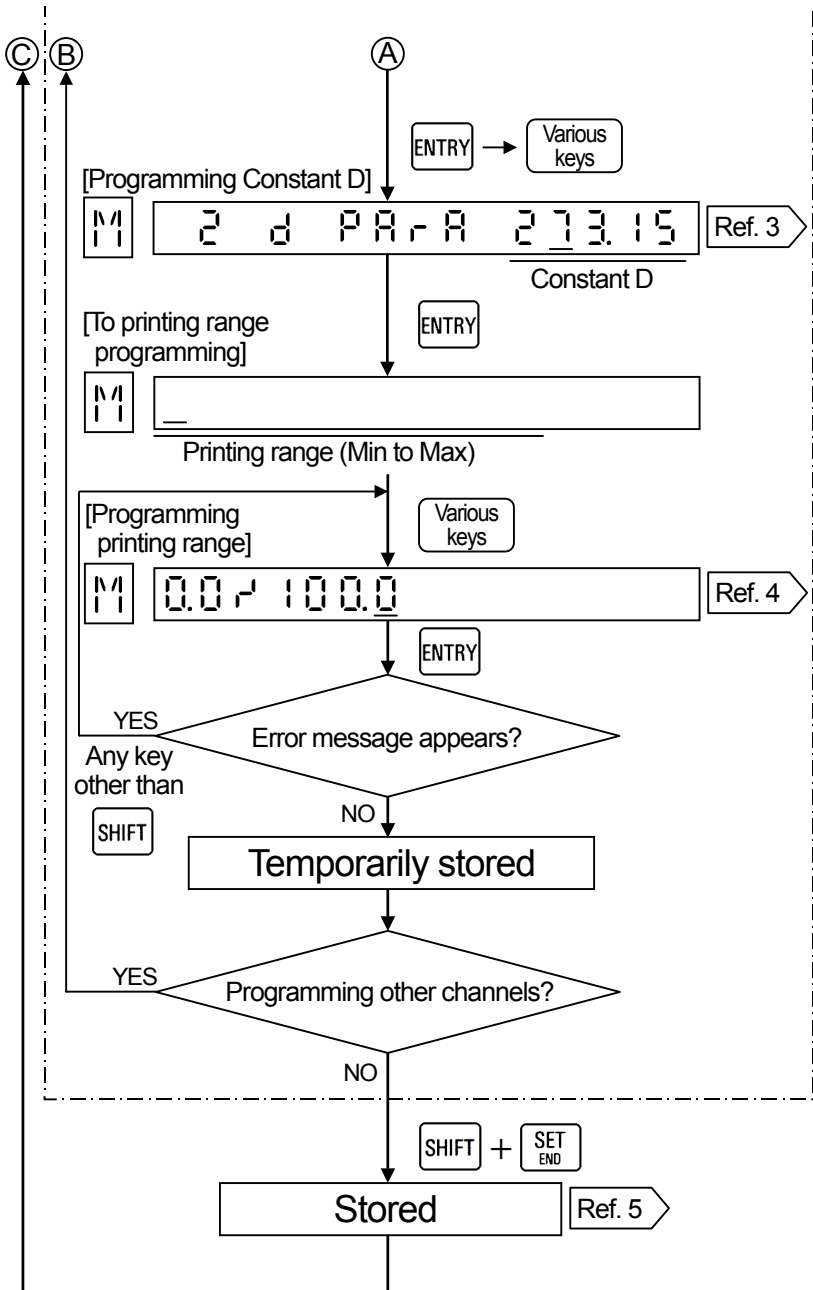 C B A
ENTRY Various keys
[Programming Constant D]
M 2 d PArA 273.15 Ref. 3
Constant D
ENTRY
[To printing range
programming]
M _
Printing range (Min to Max)
[Programming
printing range]
Various
keys
M 0.0 / 100.0 Ref. 4
ENTRY
YES
Error message appears?
Any key
other than
SHIFT
NO
Temporarily stored
YES
Programming other channels?
NO
SHIFT + SET END
Stored Ref. 5